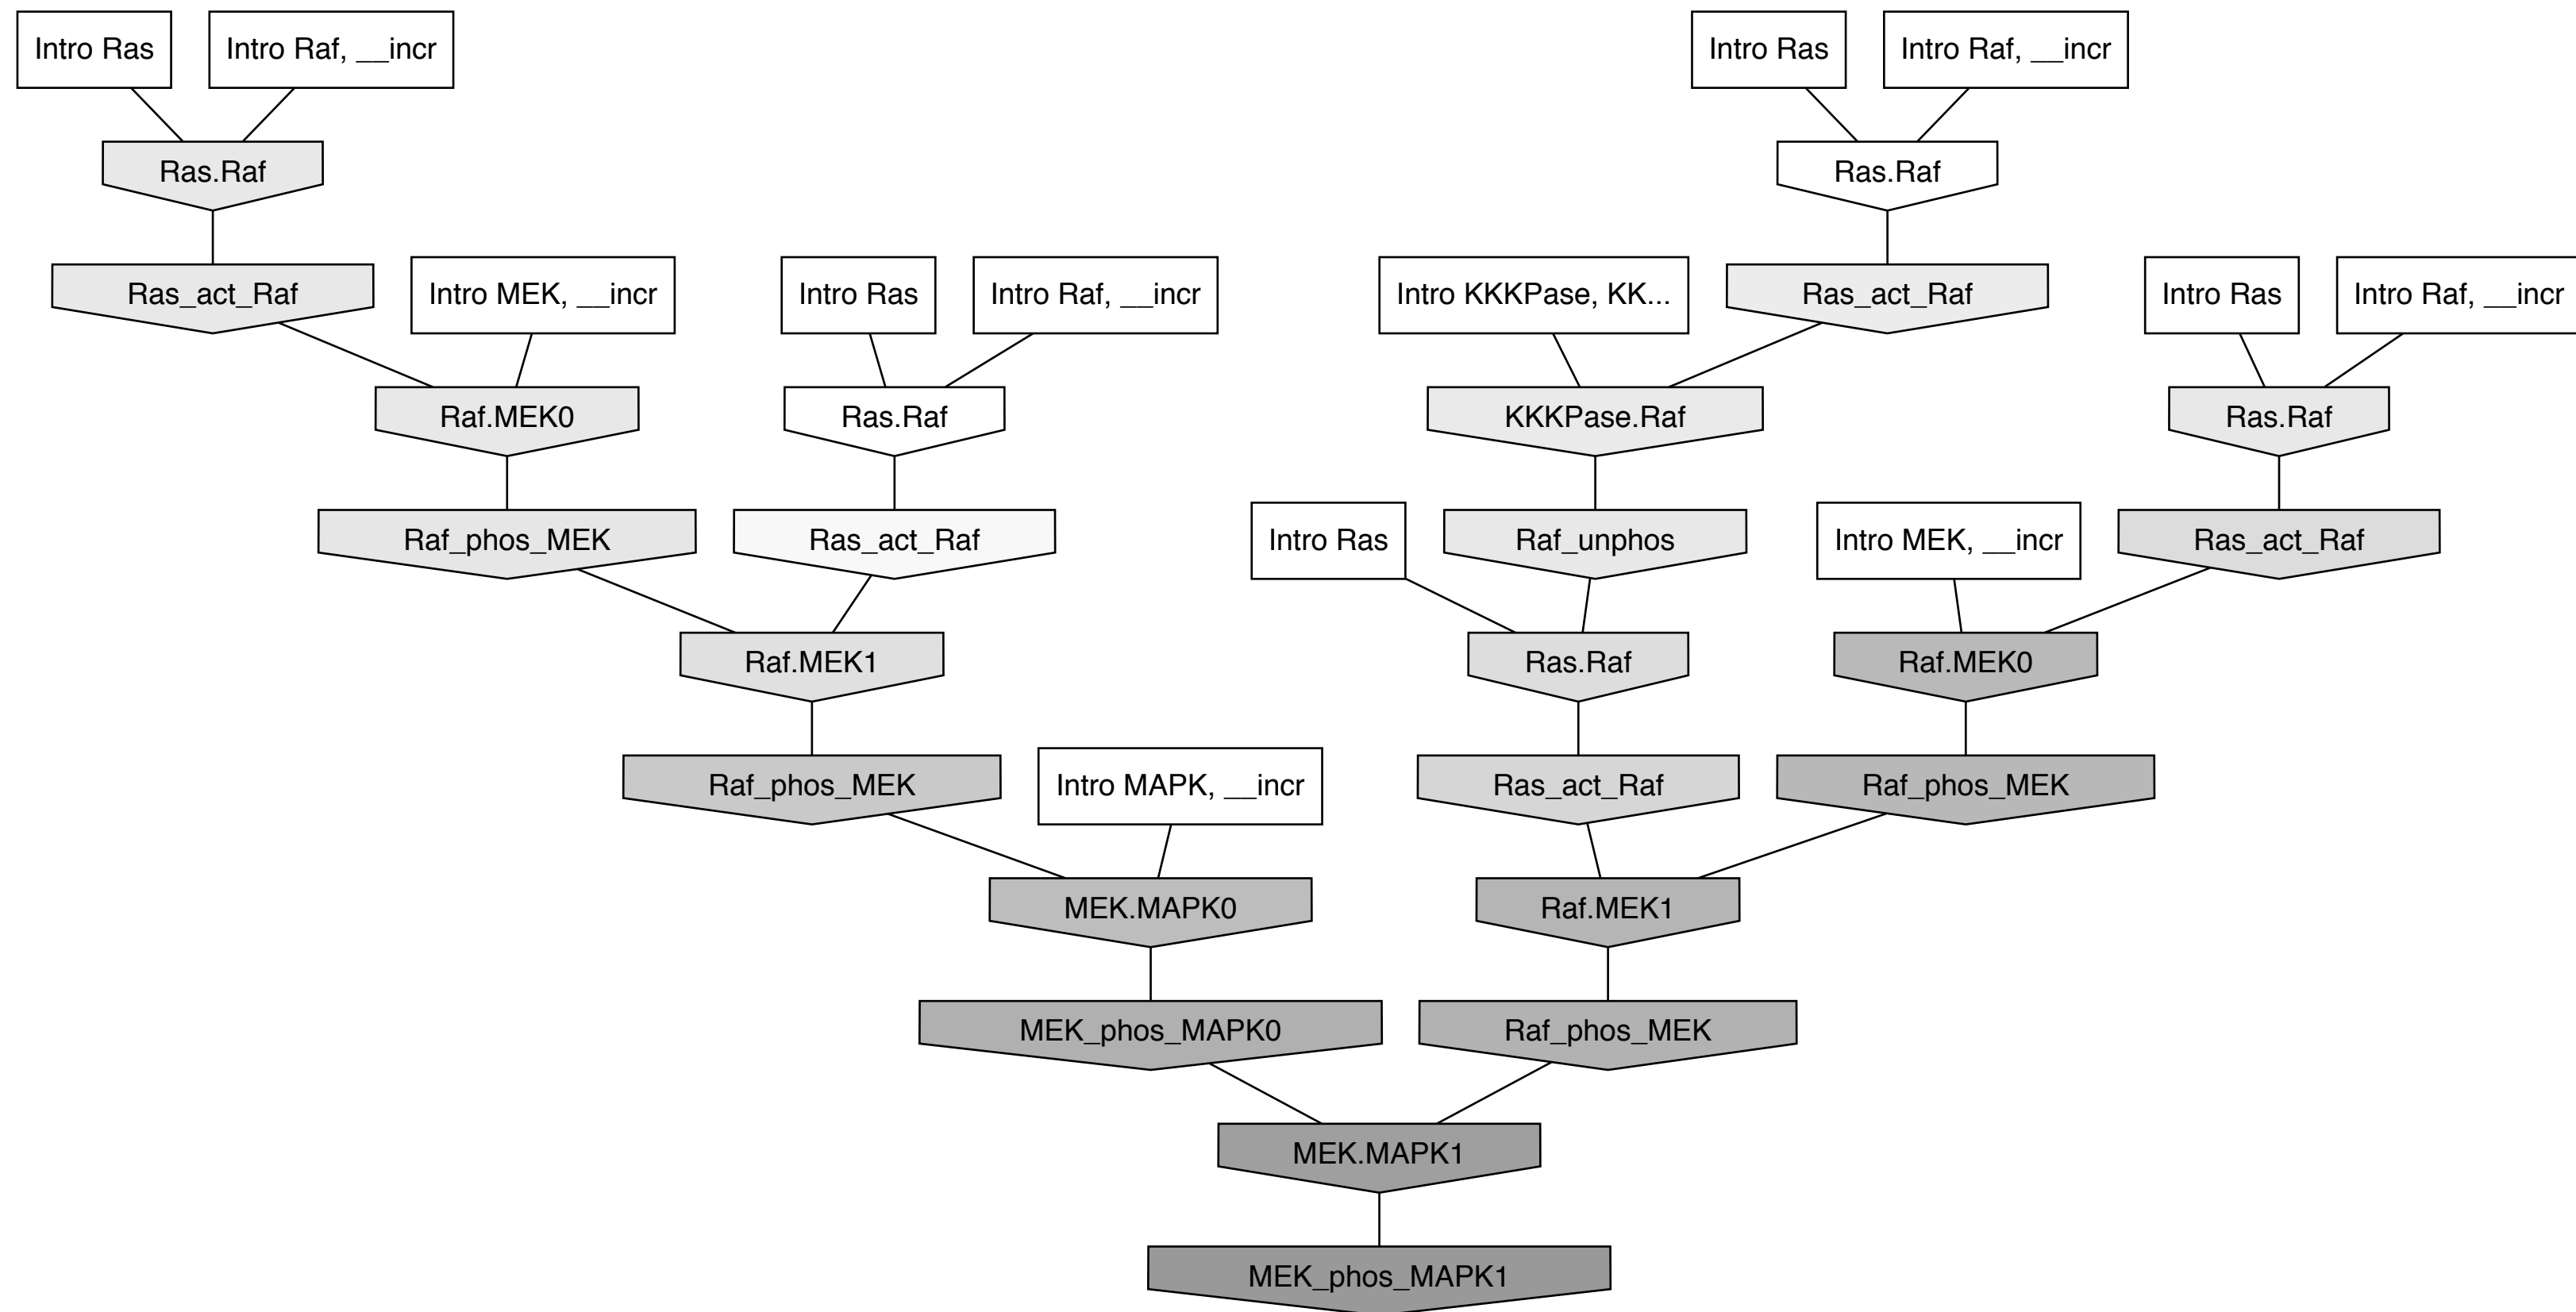 Intro Ras
Intro Raf, __incr
Intro Ras
Intro Raf, __incr
Ras.Raf
Ras.Raf
Ras_act_Raf
Intro MEK, __incr
Intro Ras
Intro Raf, __incr
Intro KKKPase, KK...
Ras_act_Raf
Intro Ras
Intro Raf, __incr
Raf.MEK0
Ras.Raf
KKKPase.Raf
Ras.Raf
Raf_phos_MEK
Ras_act_Raf
Intro Ras
Raf_unphos
Intro MEK, __incr
Ras_act_Raf
Raf.MEK1
Ras.Raf
Raf.MEK0
Raf_phos_MEK
Intro MAPK, __incr
Ras_act_Raf
Raf_phos_MEK
MEK.MAPK0
Raf.MEK1
MEK_phos_MAPK0
Raf_phos_MEK
MEK.MAPK1
MEK_phos_MAPK1